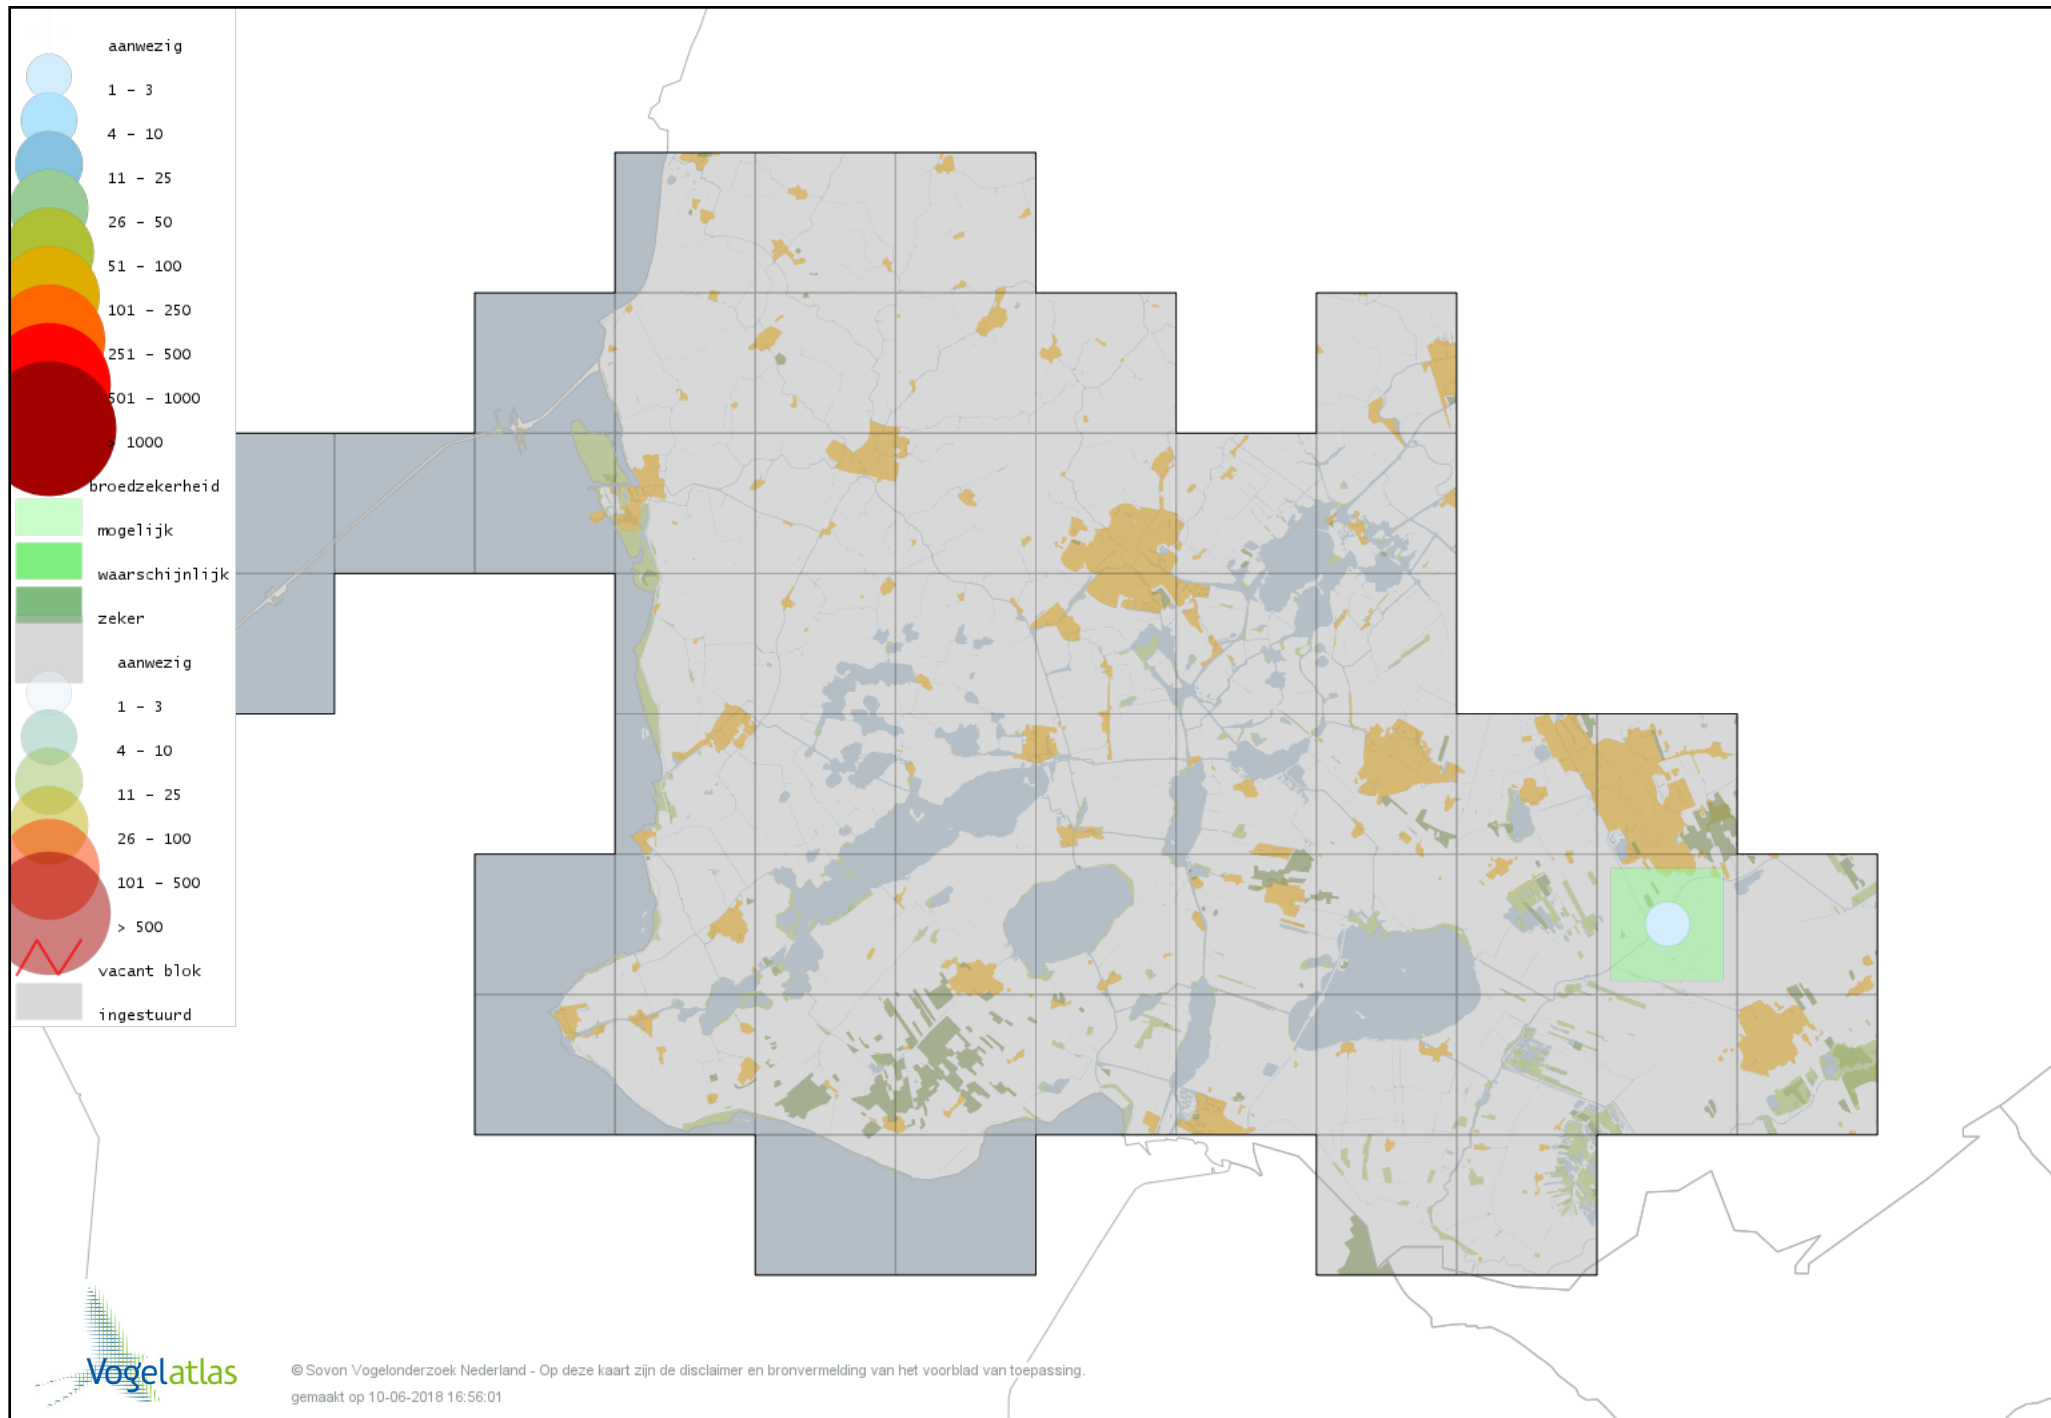 aanwezig
1 - 3
4 - 10
11 - 25
26 - 50
51 - 100
101 - 250
251 - 500
501 - 1000
> 1000
broedzekerheid
mogelijk
waarschijnlijk
zeker
aanwezig
1 - 3
4 - 10
11 - 25
26 - 100
101 - 500
> 500
vacant blok
ingestuurd
Vogelatlas
© Sovon Vogelonderzoek Nederland - Op deze kaart zijn de disclaimer en bronvermelding van het voorblad van toepassing.
gemaakt op 10-06-2018 16:56:01